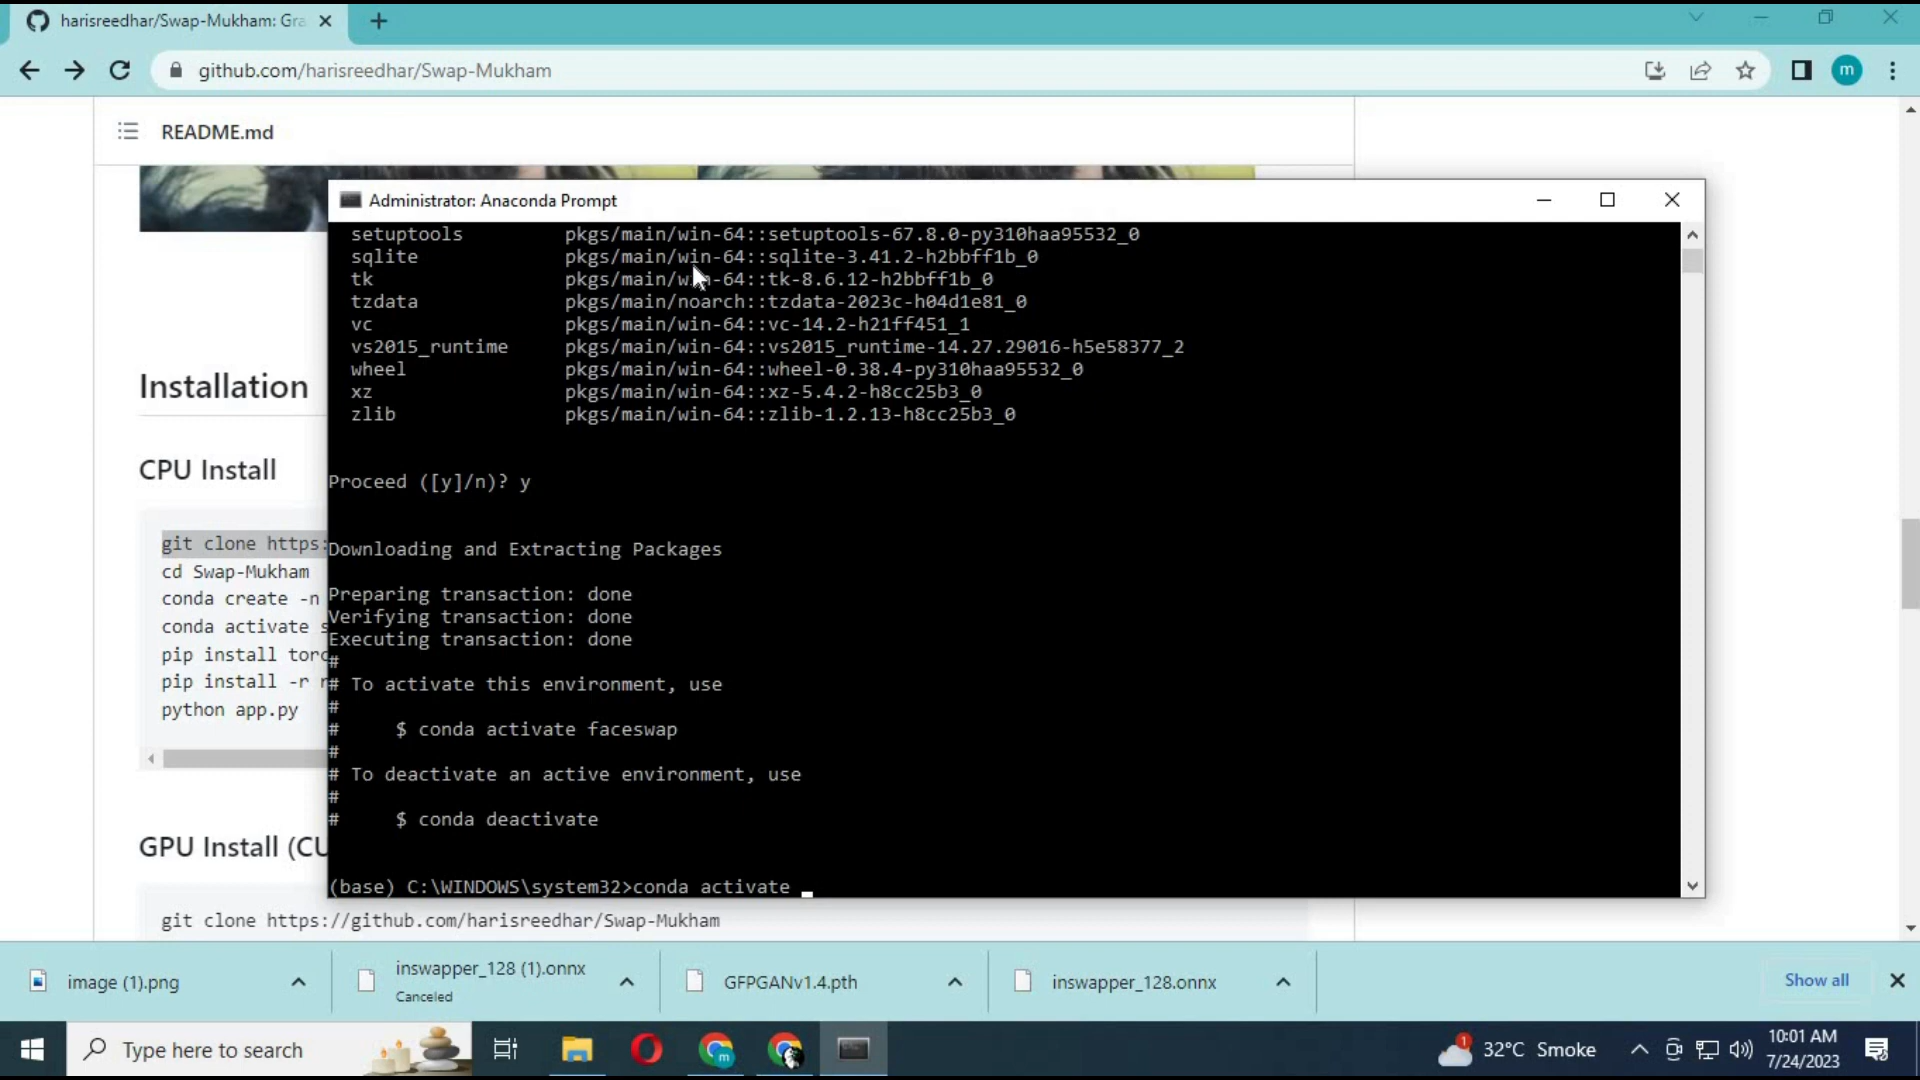 harisreedhar/Swap-Mukham: Gra
github.com/harisreedhar/Swap-Mukham
m
README.md
Administrator: Anaconda Prompt
setuptools pkgs/main/win-64::setuptools-67.8.0-py310haa95532_0
sqlite pkgs/main/win-64::sqlite-3.41.2-h2bbff1b_0
tk pkgs/main/win-64::tk-8.6.12-h2bbff1b_0
tzdata pkgs/main/noarch::tzdata-2023c-h04d1e81_0
vc pkgs/main/win-64::vc-14.2-h21ff451_1
vs2015_runtime pkgs/main/win-64::vs2015_runtime-14.27.29016-h5e58377_2
wheel pkgs/main/win-64::wheel-0.38.4-py310haa95532_0
xz pkgs/main/win-64::xz-5.4.2-h8cc25b3_0
zlib pkgs/main/win-64::zlib-1.2.13-h8cc25b3_0
Proceed ([y]/n)? y
Downloading and Extracting Packages
Preparing transaction: done
Verifying transaction: done
Executing transaction: done
#
# To activate this environment, use
#
# $ conda activate faceswap
#
# To deactivate an active environment, use
#
# $ conda deactivate
(base) C:\WINDOWS\system32>conda activate
Installation
CPU Install
git clone https:
cd Swap-Mukham
conda create -n
conda activate s
pip install torc
pip install -r r
python app.py
GPU Install (CU
git clone https://github.com/harisreedhar/Swap-Mukham
image (1).png
inswapper_128 (1).onnx
Canceled
GFPGANv1.4.pth
inswapper_128.onnx
Show all
Type here to search
m
1
32°C Smoke
10:01 AM
7/24/2023